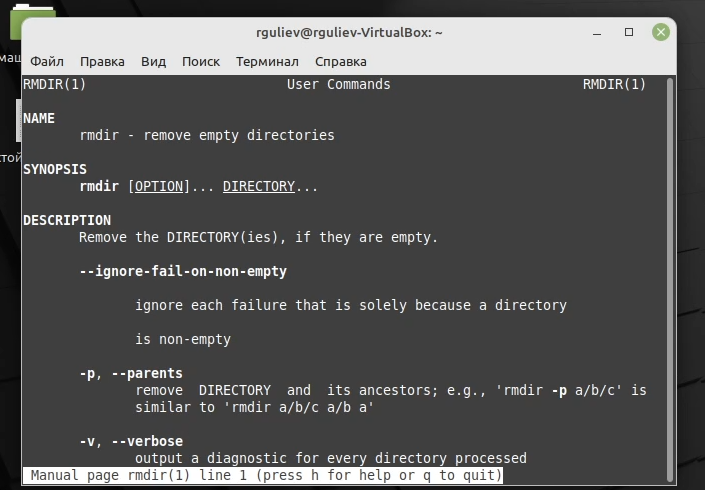 rguliev@rguliev-VirtualBox: ~
Файл Правка Вид Поиск Терминал Справка
RMDIR(1) User Commands RMDIR(1)
NAME
rmdir - remove empty directories
SYNOPSIS
rmdir [OPTION]... DIRECTORY...
DESCRIPTION
Remove the DIRECTORY(ies), if they are empty.
--ignore-fail-on-non-empty
ignore each failure that is solely because a directory
is non-empty
-p, --parents
remove DIRECTORY and its ancestors; e.g., 'rmdir -p a/b/c' is
similar to 'rmdir a/b/c a/b a'
-v, --verbose
output a diagnostic for every directory processed
Manual page rmdir(1) line 1 (press h for help or q to quit)